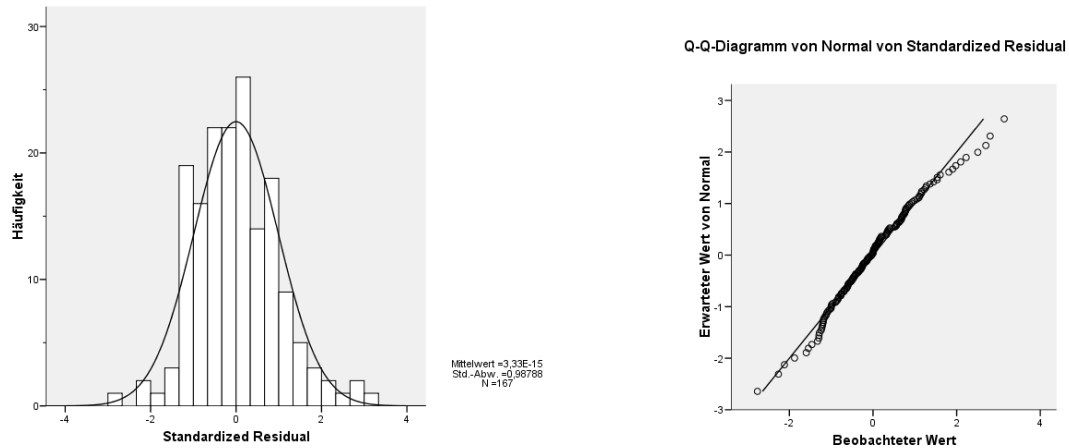 30
20
10
0
Häufigkeit
-4 -2 0 2 4
Standardized Residual
Mittelwert =3,33E-15
Std.-Abw. =0,98788
N =167
Q-Q-Diagramm von Normal von Standardized Residual
3
2
1
0
-1
-2
-3
Erwarteter Wert von Normal
-2 0 2 4
Beobachteter Wert